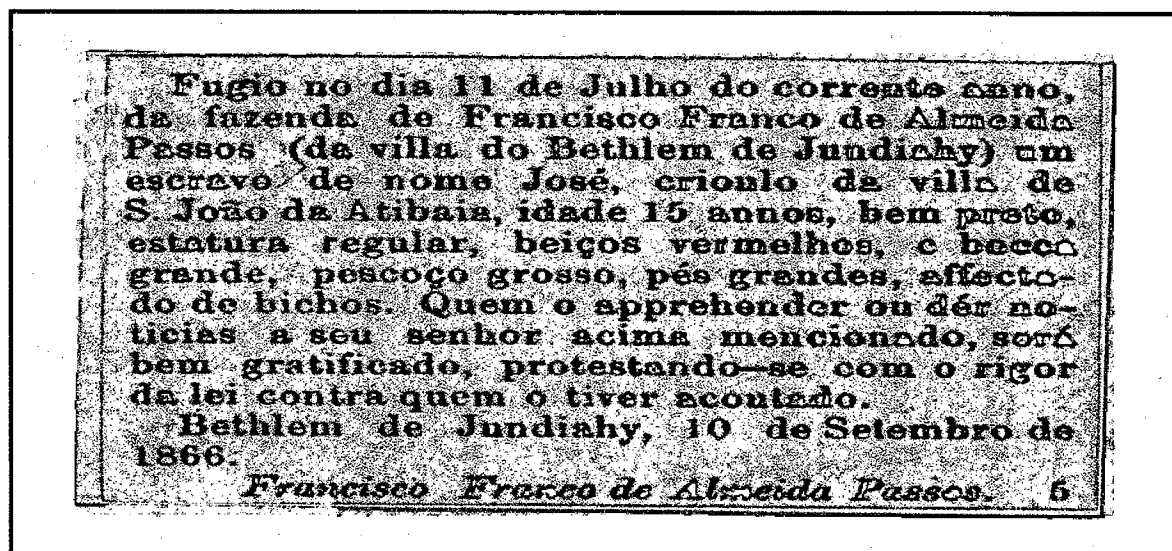 Fugio no dia 11 de Julho do corrente anno,
da fazenda de Francisco Franco de Almeida
Passos (da villa do Bethlem de Jundiahy) um
escravo de nome José, crioulo da villa de
S. João da Atibaia, idade 15 annos, bem preto,
estatura regular, beiços vermelhos, e bocca
grande, pescoço grosso, pés grandes, affecta-
do de bichos. Quem o apprehender ou dér no-
ticias a seu senhor acima mencionado, será
bem gratificado, protestando-se com o rigor
da lei contra quem o tiver acoutado.
Bethlem de Jundiahy, 10 de Setembro de
1866.
Francisco Franco de Almeida Passos. 5